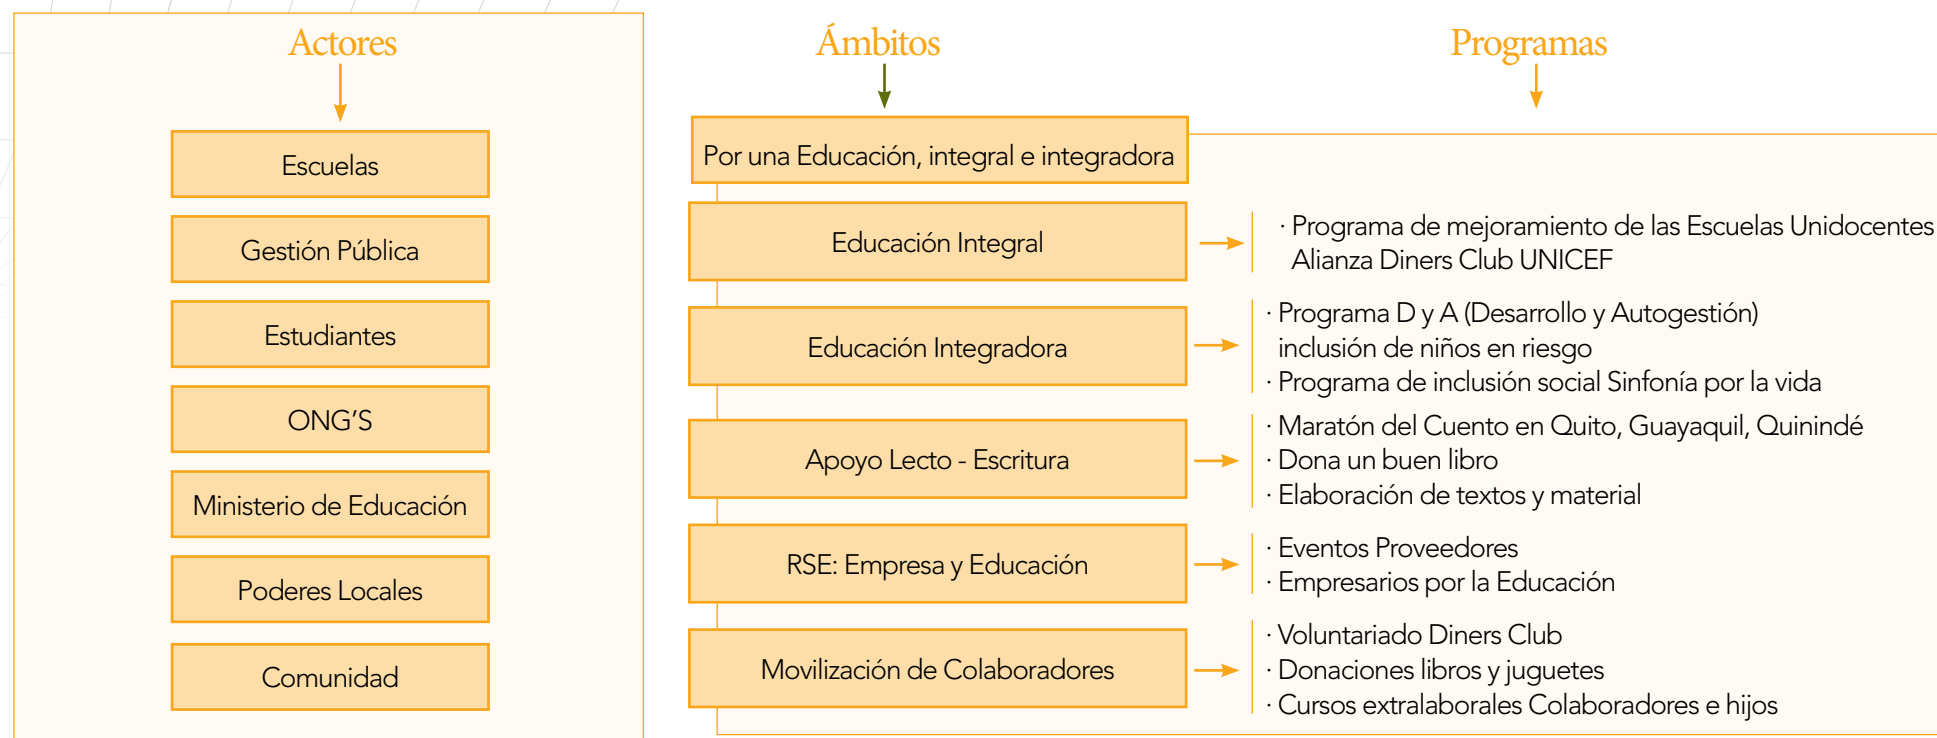 Actores
Escuelas
Gestión Pública
Estudiantes
ONG'S
Ministerio de Educación
Poderes Locales
Comunidad
Ámbitos
Programas
Por una Educación, integral e integradora
Educación Integral
· Programa de mejoramiento de las Escuelas Unidocentes
Alianza Diners Club UNICEF
Educación Integradora
· Programa D y A (Desarrollo y Autogestión)
inclusión de niños en riesgo
· Programa de inclusión social Sinfonía por la vida
Apoyo Lecto - Escritura
· Maratón del Cuento en Quito, Guayaquil, Quinindé
· Dona un buen libro
· Elaboración de textos y material
RSE: Empresa y Educación
· Eventos Proveedores
· Empresarios por la Educación
Movilización de Colaboradores
· Voluntariado Diners Club
· Donaciones libros y juguetes
· Cursos extralaborales Colaboradores e hijos